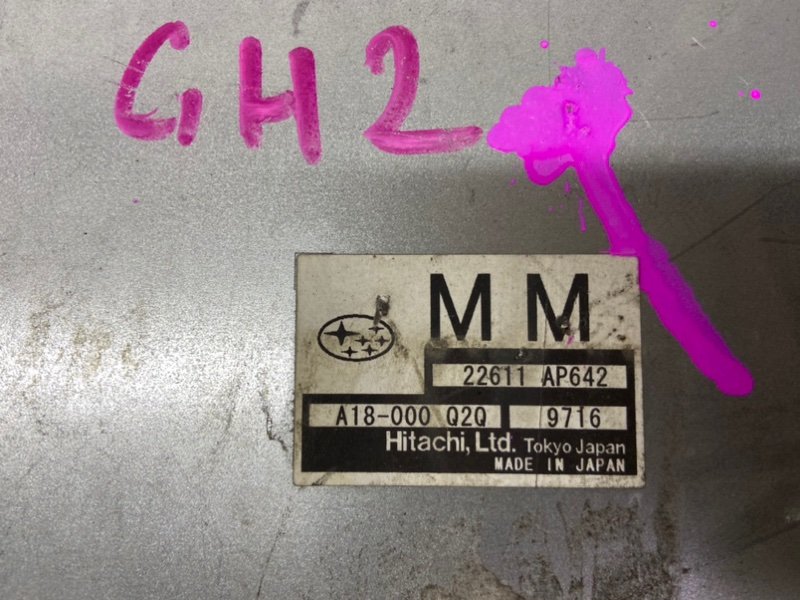 GH2
MM
22611 AP642
A18-000 Q2Q 9716
Hitachi, Ltd. Tokyo Japan
MADE IN JAPAN